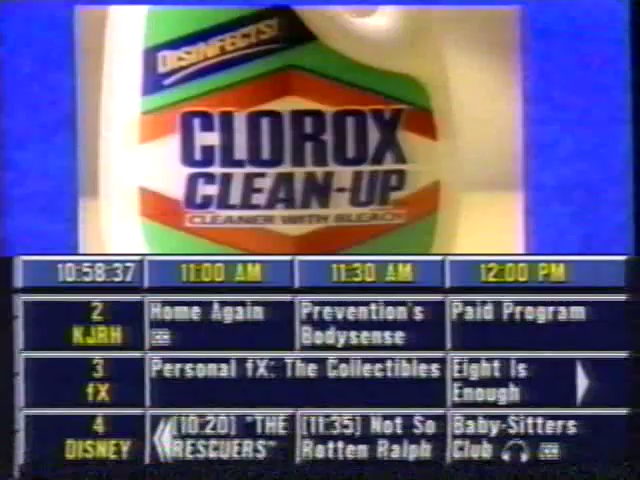 DISINFECTS!
CLOROX
CLEAN-UP
CLEANER WITH BLEACH
10:58:37 11:00 AM 11:30 AM 12:00 PM
2 KJRH Home Again Prevention's Bodysense Paid Program
3 fX Personal fX: The Collectibles Eight Is Enough
4 DISNEY [10:20] "THE RESCUERS" [11:35] Not So Rotten Ralph Baby-Sitters Club